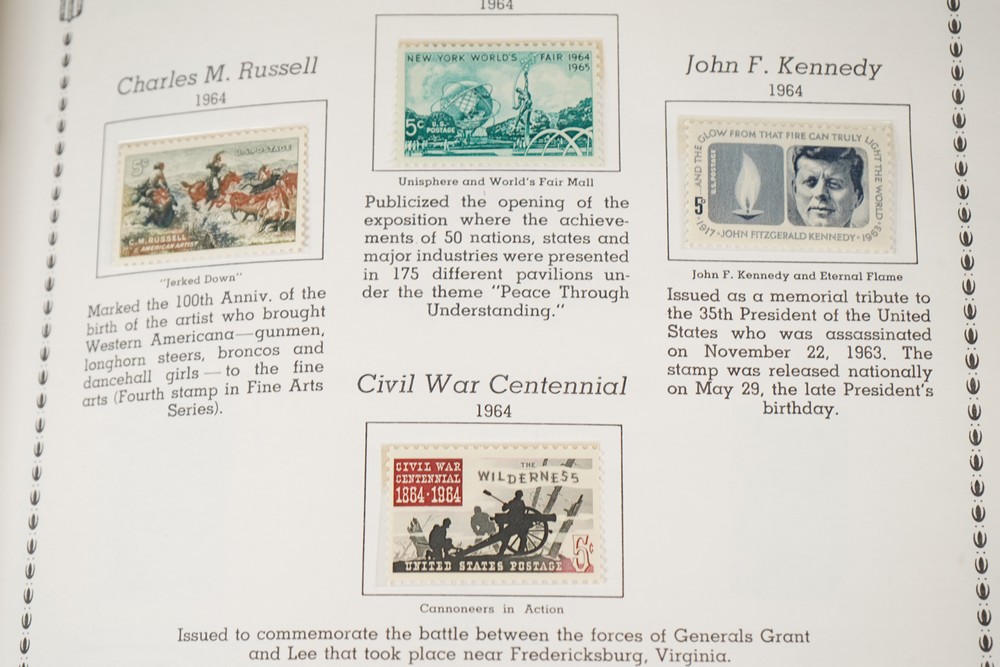 1964
Charles M. Russell
1964
5¢ U.S. POSTAGE
C.M. RUSSELL
AMERICAN ARTIST
"Jerked Down"
Marked the 100th Anniv. of the
birth of the artist who brought
Western Americana—gunmen,
longhorn steers, broncos and
dancehall girls — to the fine
arts (Fourth stamp in Fine Arts
Series).
NEW YORK WORLD'S FAIR 1964
1965
5¢ U.S.
POSTAGE
Unisphere and World's Fair Mall
Publicized the opening of the
exposition where the achieve-
ments of 50 nations, states and
major industries were presented
in 175 different pavilions un-
der the theme "Peace Through
Understanding."
John F. Kennedy
1964
·AND THE GLOW FROM THAT FIRE CAN TRULY LIGHT THE WORLD·
U.S. POSTAGE
5¢
1917·JOHN FITZGERALD KENNEDY·1963
John F. Kennedy and Eternal Flame
Issued as a memorial tribute to
the 35th President of the United
States who was assassinated
on November 22, 1963. The
stamp was released nationally
on May 29, the late President's
birthday.
Civil War Centennial
1964
CIVIL WAR
CENTENNIAL
1864·1964
THE
WILDERNESS
5¢
UNITED STATES POSTAGE
Cannoneers in Action
Issued to commemorate the battle between the forces of Generals Grant
and Lee that took place near Fredericksburg, Virginia.